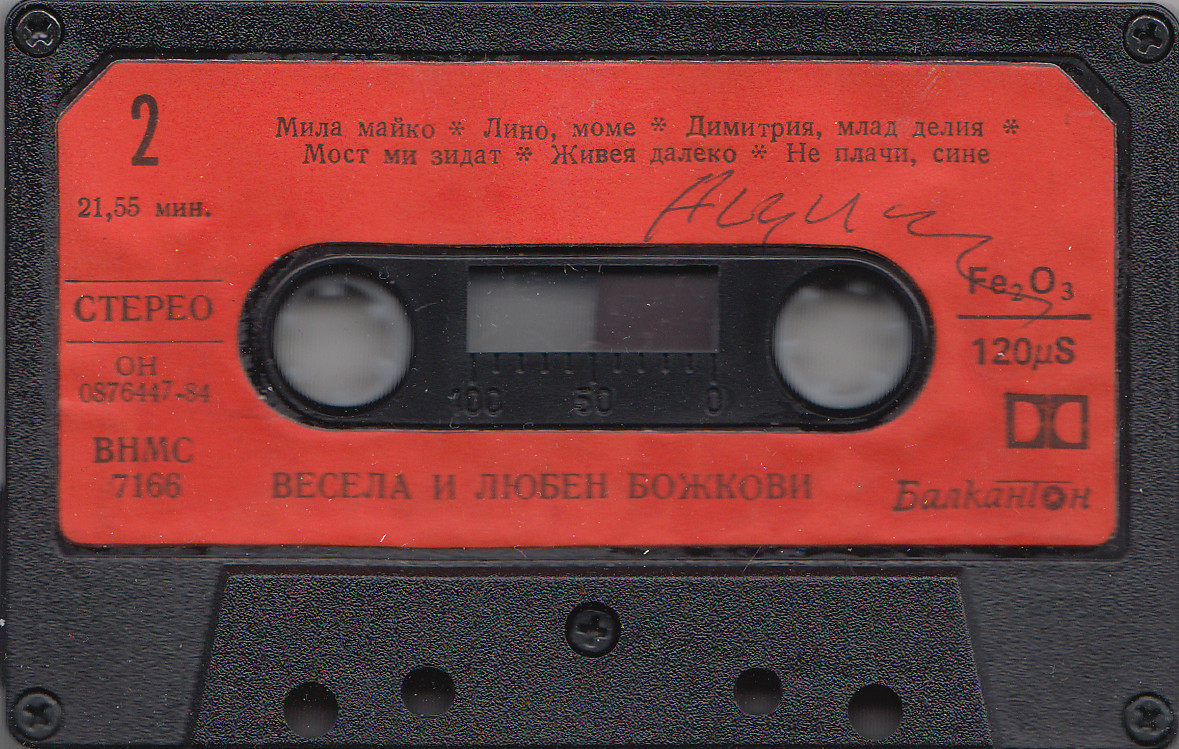 2
Мила майко * Лино, моме * Димитрия, млад делия *
Мост ми зидат * Живея далеко * Не плачи, сине
21,55 мин.
СТЕРЕО
ОН
0876447-84
ВНМС
7166
Fe₂O₃
120µS
100 50 0
ВЕСЕЛА И ЛЮБЕН БОЖКОВИ
Балкантон